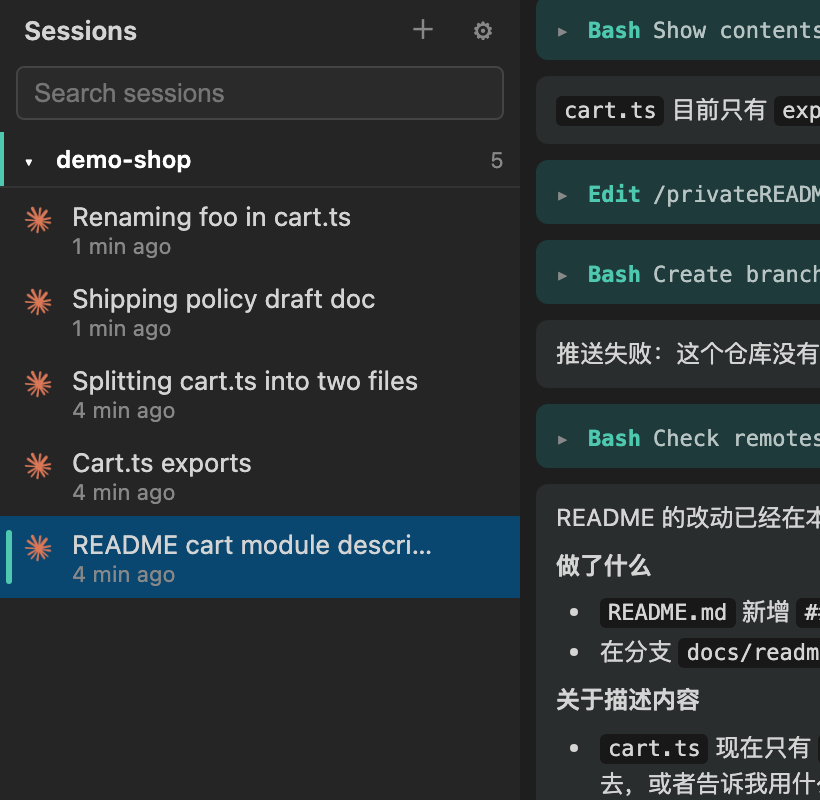 Sessions
Search sessions
demo-shop 5
Renaming foo in cart.ts
1 min ago
Shipping policy draft doc
1 min ago
Splitting cart.ts into two files
4 min ago
Cart.ts exports
4 min ago
README cart module descri...
4 min ago
Bash Show contents
cart.ts 目前只有 exp
Edit /privateREADM
Bash Create branch
推送失败：这个仓库没有
Bash Check remotes
README 的改动已经在本
做了什么
README.md 新增 ##
在分支 docs/readm
关于描述内容
cart.ts 现在只有
去，或者告诉我用什么